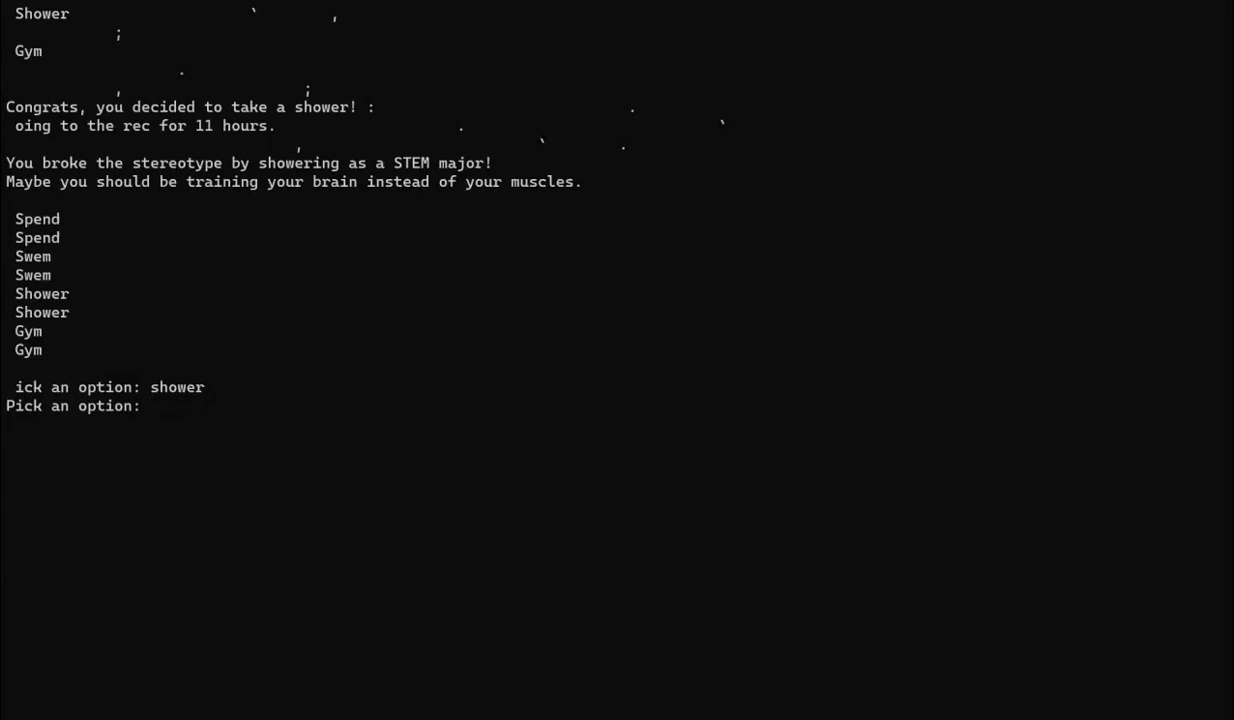 Shower ` ,
;
Gym
.
, ;
Congrats, you decided to take a shower! : .
oing to the rec for 11 hours. . `
, ` .
You broke the stereotype by showering as a STEM major!
Maybe you should be training your brain instead of your muscles.
Spend
Spend
Swem
Swem
Shower
Shower
Gym
Gym
ick an option: shower
Pick an option: